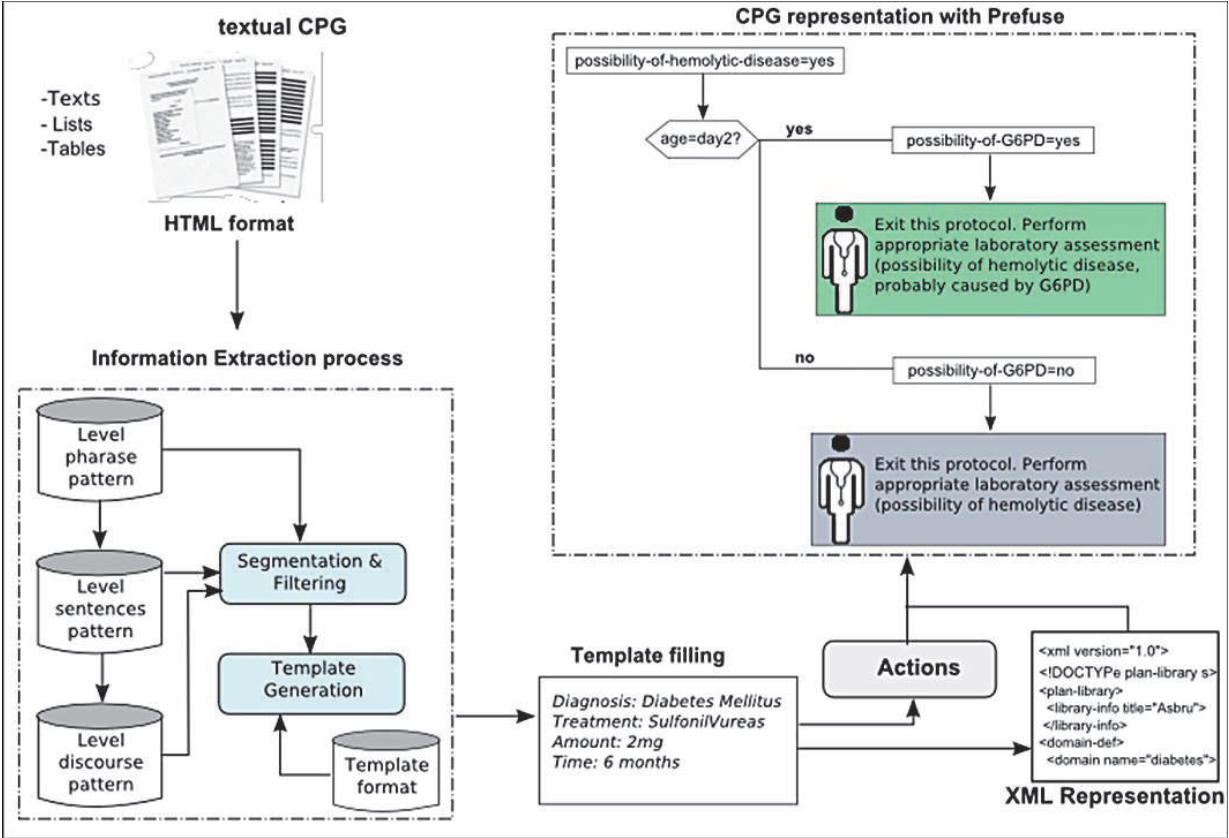 textual CPG
-Texts
- Lists
-Tables
HTML format
Information Extraction process
Level
pharase
pattern
Level
sentences
pattern
Level
discourse
pattern
Segmentation &
Filtering
Template
Generation
Template
format
Template filling
Diagnosis: Diabetes Mellitus
Treatment: SulfonilVureas
Amount: 2mg
Time: 6 months
Actions
<xml version="1.0">
<!DOCTYPe plan-library s>
<plan-library>
<library-info title="Asbru">
</library-info>
<domain-def>
<domain name="diabetes">
XML Representation
CPG representation with Prefuse
possibility-of-hemolytic-disease=yes
age=day2?
yes
possibility-of-G6PD=yes
Exit this protocol. Perform
appropriate laboratory assessment
(possibility of hemolytic disease,
probably caused by G6PD)
no
possibility-of-G6PD=no
Exit this protocol. Perform
appropriate laboratory assessment
(possibility of hemolytic disease)